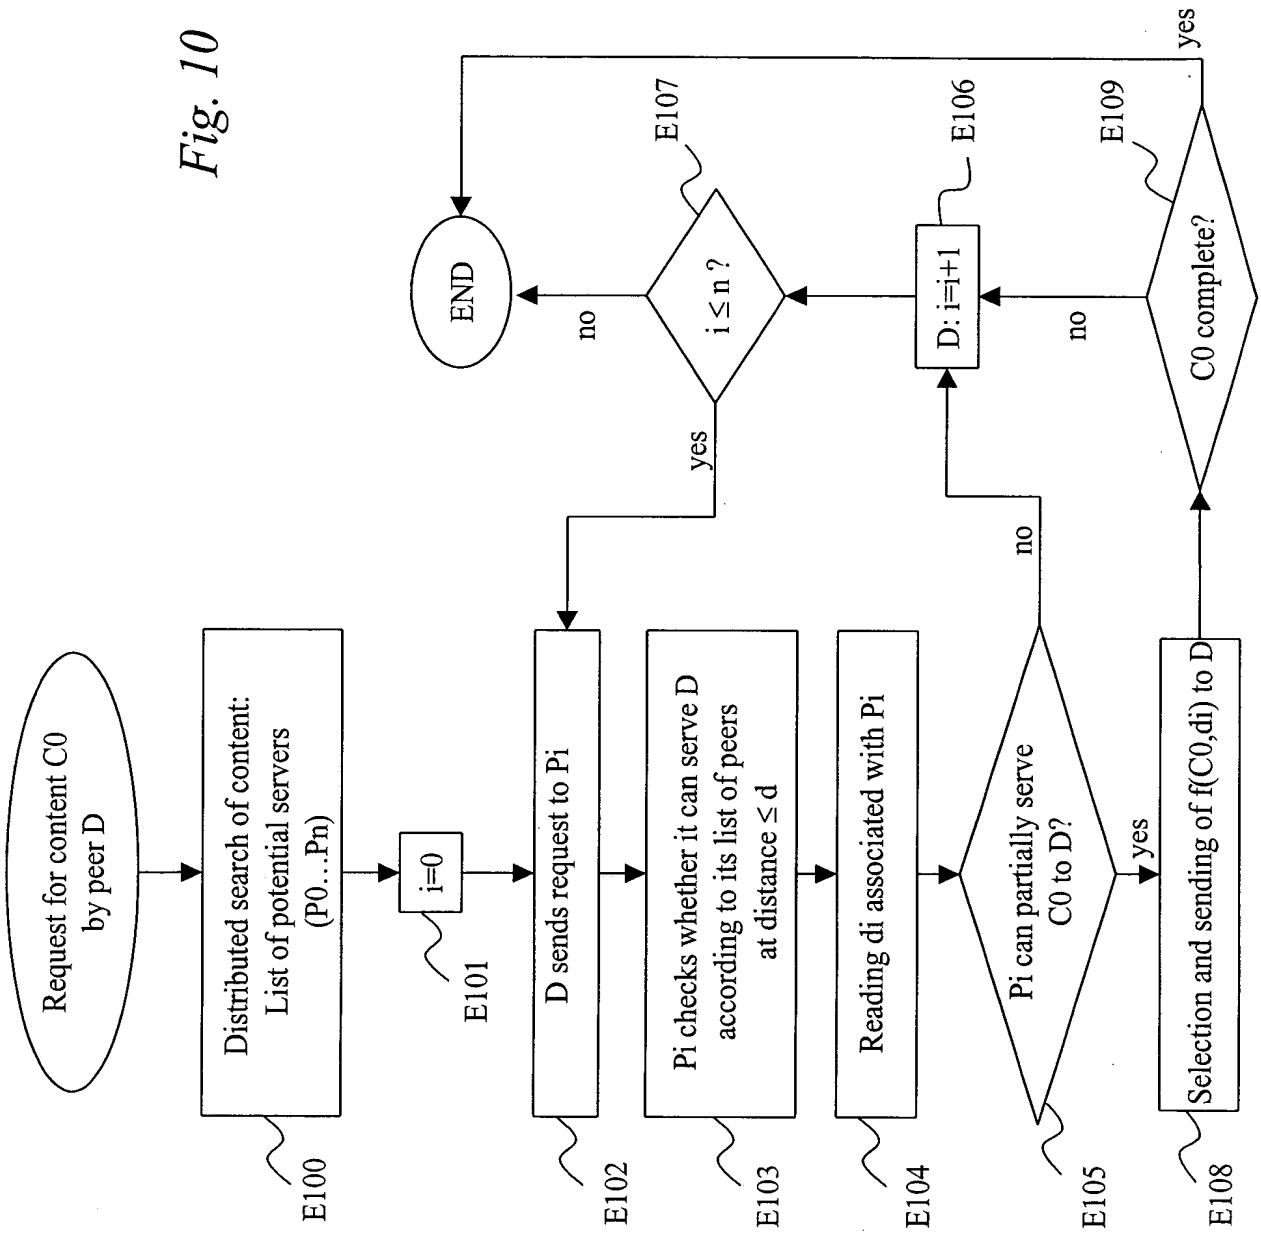 Fig. 10
Request for content C0
by peer D
Distributed search of content:
List of potential servers
(P0...Pn)
E100
i=0
E101
D sends request to Pi
E102
Pi checks whether it can serve D
according to its list of peers
at distance ≤ d
E103
Reading di associated with Pi
E104
Pi can partially serve
C0 to D?
E105
no
yes
Selection and sending of f(C0,di) to D
E108
C0 complete?
E109
yes
no
D: i=i+1
E106
i ≤ n ?
E107
yes
no
END